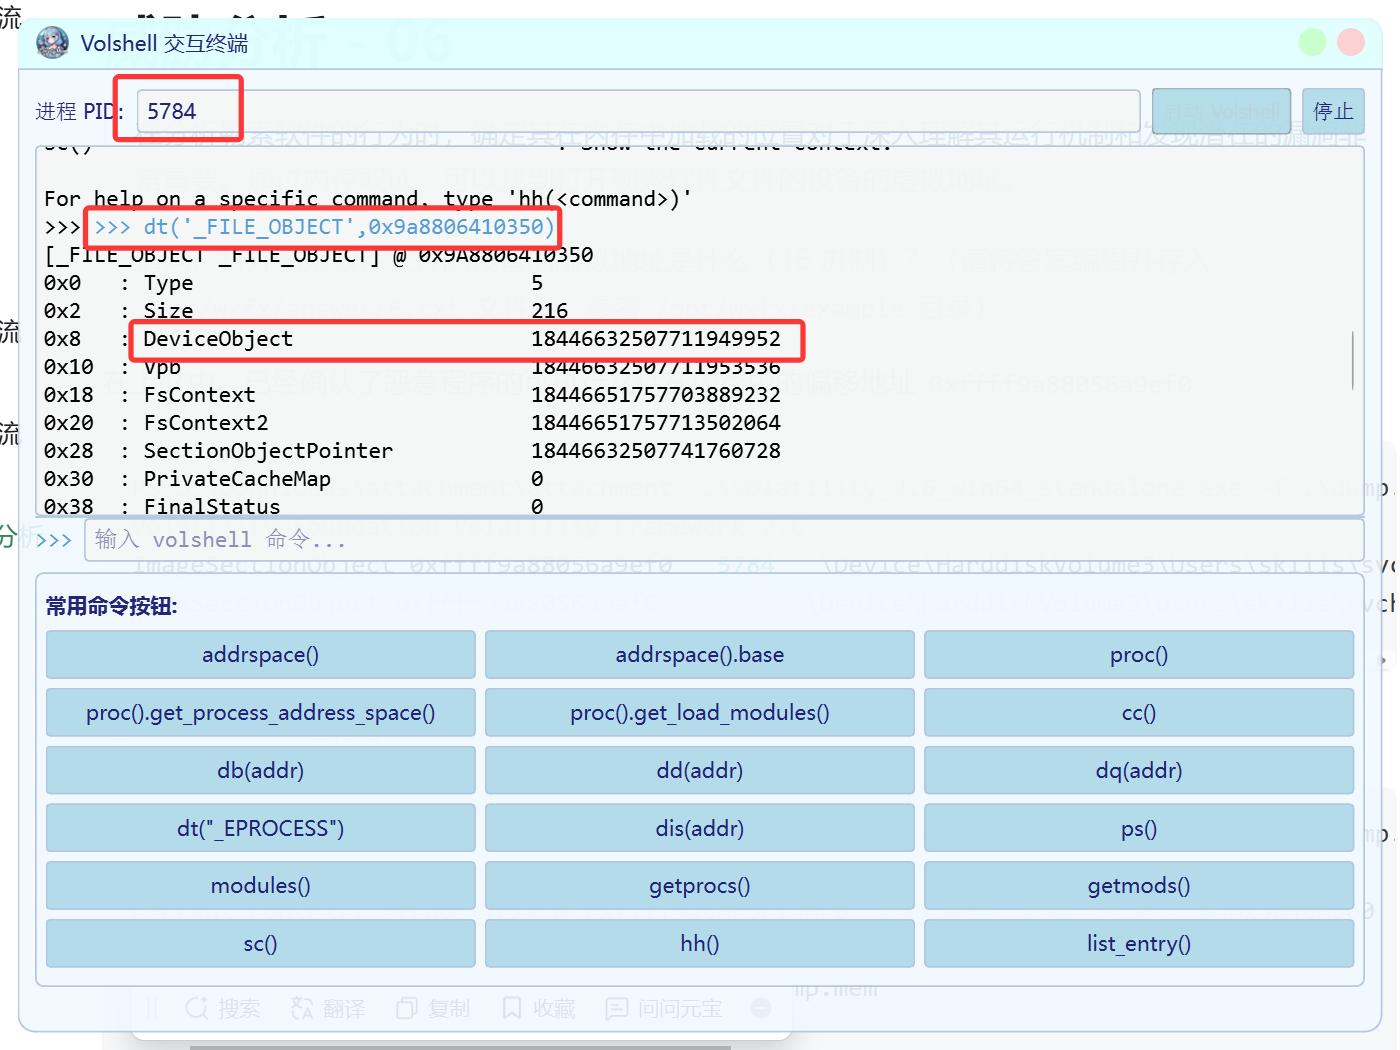 Volshell 交互终端
进程 PID: 5784 启动 Volshell 停止
sc() : Show the current context.
For help on a specific command, type 'hh(<command>)'
>>> >>> dt('_FILE_OBJECT',0x9a8806410350)
[_FILE_OBJECT _FILE_OBJECT] @ 0x9A8806410350
0x0 : Type 5
0x2 : Size 216
0x8 : DeviceObject 18446632507711949952
0x10 : Vpb 18446632507711953536
0x18 : FsContext 18446651757703889232
0x20 : FsContext2 18446651757713502064
0x28 : SectionObjectPointer 18446632507741760728
0x30 : PrivateCacheMap 0
0x38 : FinalStatus 0
>>> 输入 volshell 命令...
常用命令按钮:
addrspace() addrspace().base proc()
proc().get_process_address_space() proc().get_load_modules() cc()
db(addr) dd(addr) dq(addr)
dt("_EPROCESS") dis(addr) ps()
modules() getprocs() getmods()
sc() hh() list_entry()
搜索 翻译 复制 收藏 问问元宝